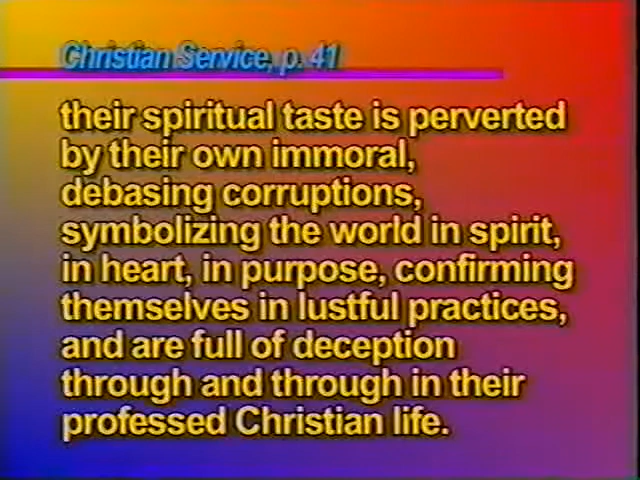 Christian Service, p. 41
their spiritual taste is perverted
by their own immoral,
debasing corruptions,
symbolizing the world in spirit,
in heart, in purpose, confirming
themselves in lustful practices,
and are full of deception
through and through in their
professed Christian life.